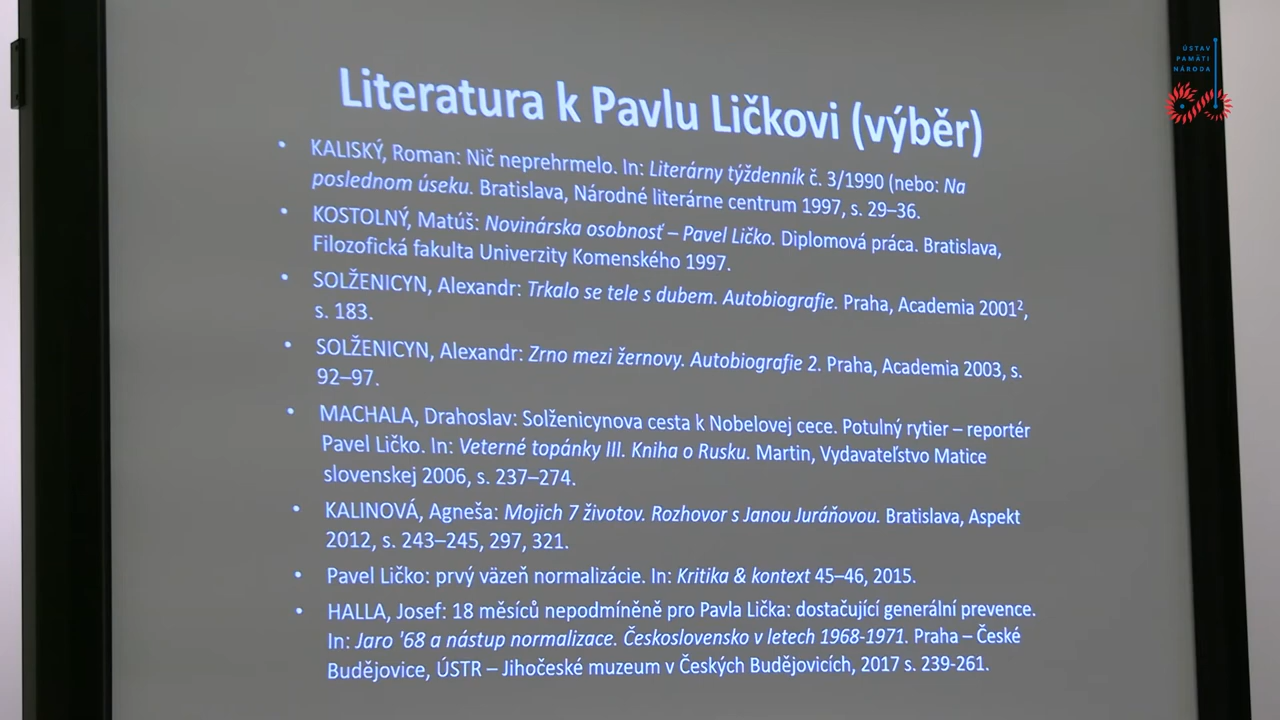 ÚSTAV
PAMÄTI
NÁRODA
Literatura k Pavlu Ličkovi (výběr)
• KALISKÝ, Roman: Nič neprehrmelo. In: Literárny týždenník č. 3/1990 (nebo: Na
poslednom úseku. Bratislava, Národné literárne centrum 1997, s. 29–36.
• KOSTOLNÝ, Matúš: Novinárska osobnosť – Pavel Ličko. Diplomová práca. Bratislava,
Filozofická fakulta Univerzity Komenského 1997.
• SOLŽENICYN, Alexandr: Trkalo se tele s dubem. Autobiografie. Praha, Academia 2001²,
s. 183.
• SOLŽENICYN, Alexandr: Zrno mezi žernovy. Autobiografie 2. Praha, Academia 2003, s.
92–97.
• MACHALA, Drahoslav: Solženicynova cesta k Nobelovej cece. Potulný rytier – reportér
Pavel Ličko. In: Veterné topánky III. Kniha o Rusku. Martin, Vydavateľstvo Matice
slovenskej 2006, s. 237–274.
• KALINOVÁ, Agneša: Mojich 7 životov. Rozhovor s Janou Juráňovou. Bratislava, Aspekt
2012, s. 243–245, 297, 321.
• Pavel Ličko: prvý väzeň normalizácie. In: Kritika & kontext 45–46, 2015.
• HALLA, Josef: 18 měsíců nepodmíněně pro Pavla Lička: dostačující generální prevence.
In: Jaro '68 a nástup normalizace. Československo v letech 1968-1971. Praha – České
Budějovice, ÚSTR – Jihočeské muzeum v Českých Budějovicích, 2017 s. 239-261.